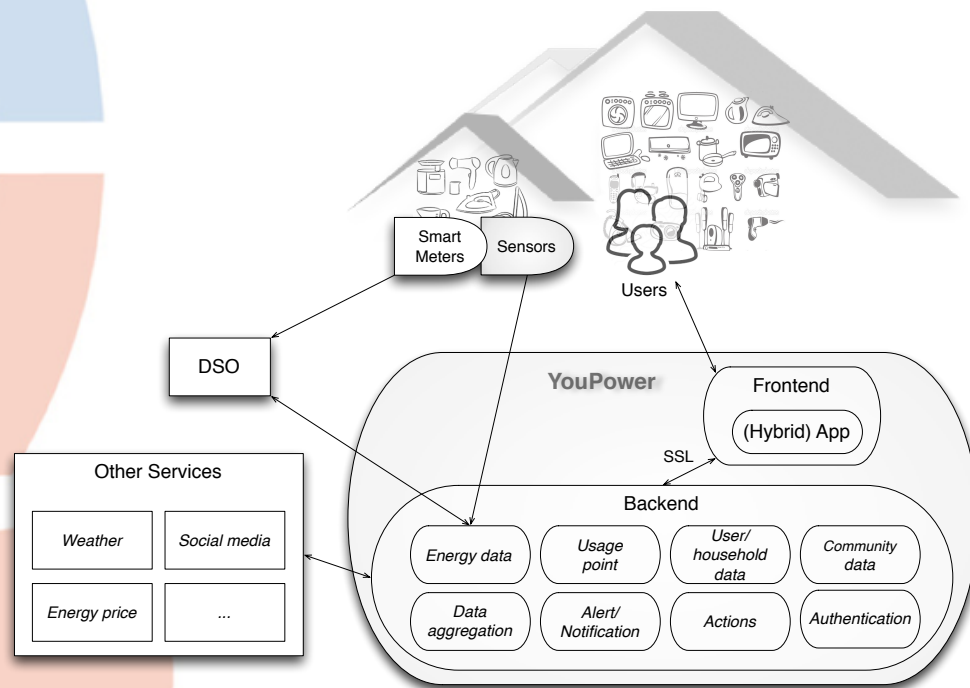 Smart
Meters
Sensors
Users
DSO
YouPower
Frontend
(Hybrid) App
SSL
Other Services
Weather
Social media
Energy price
...
Backend
Energy data
Usage
point
User/
household
data
Community
data
Data
aggregation
Alert/
Notification
Actions
Authentication